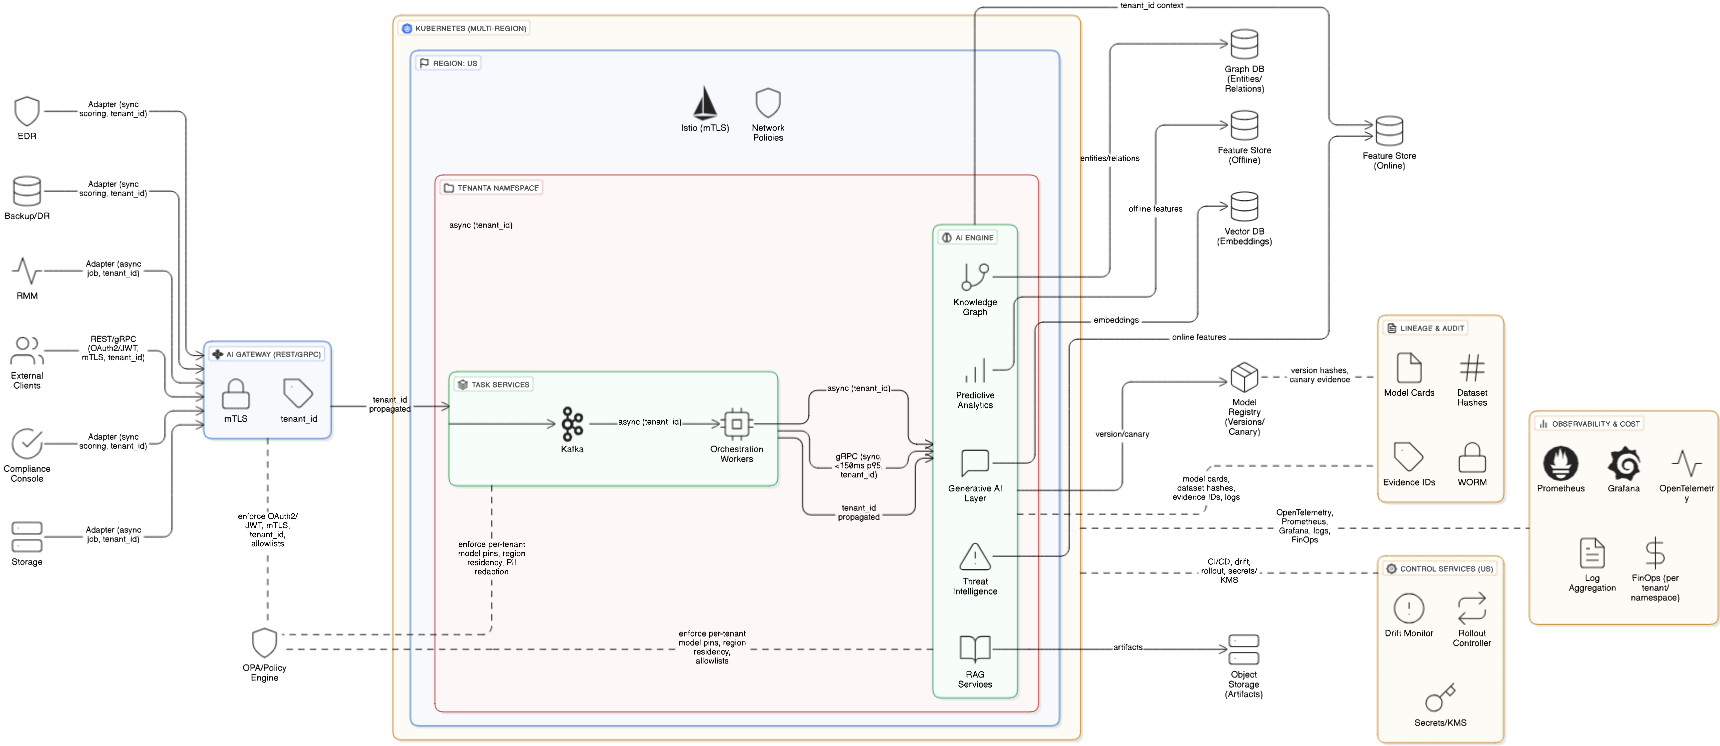 tenant_id context
KUBERNETES (MULTI-REGION)
REGION: US
Istio (mTLS)
Network
Policies
TENANTA NAMESPACE
async (tenant_id)
EDR
Adapter (sync
scoring, tenant_id)
Backup/DR
Adapter (sync
scoring, tenant_id)
RMM
Adapter (async
job, tenant_id)
External
Clients
REST/gRPC
(OAuth2/JWT,
mTLS, tenant_id)
Compliance
Console
Adapter (sync
scoring, tenant_id)
Storage
Adapter (async
job, tenant_id)
AI GATEWAY (REST/GRPC)
mTLS
tenant_id
tenant_id
propagated
enforce OAuth2/
JWT, mTLS,
tenant_id,
allowlists
OPA/Policy
Engine
TASK SERVICES
Kafka
async (tenant_id)
Orchestration
Workers
async (tenant_id)
gRPC (sync,
<150ms p95,
tenant_id)
tenant_id
propagated
enforce per-tenant
model pins, region
residency, PII
redaction
enforce per-tenant
model pins, region
residency,
allowlists
AI ENGINE
Knowledge
Graph
Predictive
Analytics
Generative AI
Layer
Threat
Intelligence
RAG
Services
entities/relations
offline features
embeddings
online features
version/canary
model cards,
dataset hashes,
evidence IDs, logs
artifacts
Graph DB
(Entities/
Relations)
Feature Store
(Offline)
Vector DB
(Embeddings)
Feature Store
(Online)
Model
Registry
(Versions/
Canary)
version hashes,
canary evidence
OpenTelemetry,
Prometheus,
Grafana, logs,
FinOps
CI/CD, drift,
rollout, secrets/
KMS
Object
Storage
(Artifacts)
LINEAGE & AUDIT
Model Cards
Dataset
Hashes
Evidence IDs
WORM
CONTROL SERVICES (US)
Drift Monitor
Rollout
Controller
Secrets/KMS
OBSERVABILITY & COST
Prometheus
Grafana
OpenTelemetr
y
Log
Aggregation
FinOps (per
tenant/
namespace)